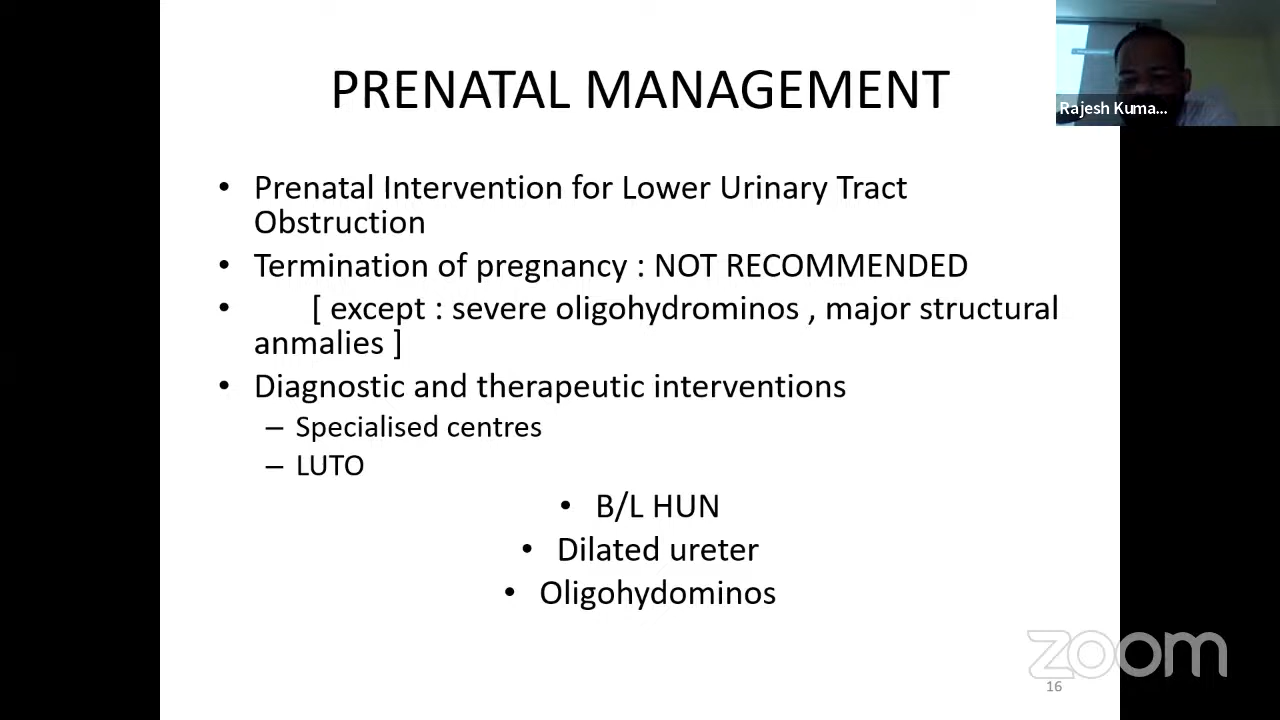 PRENATAL MANAGEMENT
Rajesh Kuma...
• Prenatal Intervention for Lower Urinary Tract
Obstruction
• Termination of pregnancy : NOT RECOMMENDED
• [ except : severe oligohydrominos , major structural
anmalies ]
• Diagnostic and therapeutic interventions
– Specialised centres
– LUTO
• B/L HUN
• Dilated ureter
• Oligohydominos
zoom
16